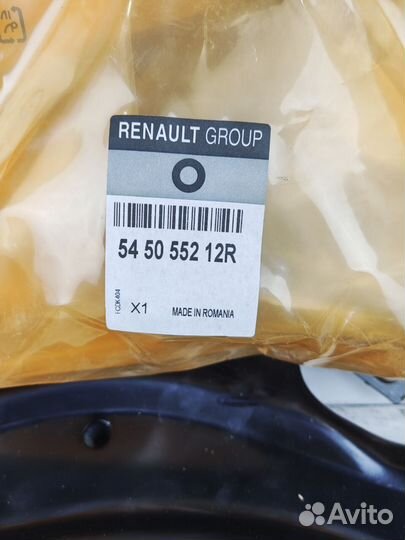 RENAULT GROUP
54 50 552 12R
X1
MADE IN ROMANIA
Avito